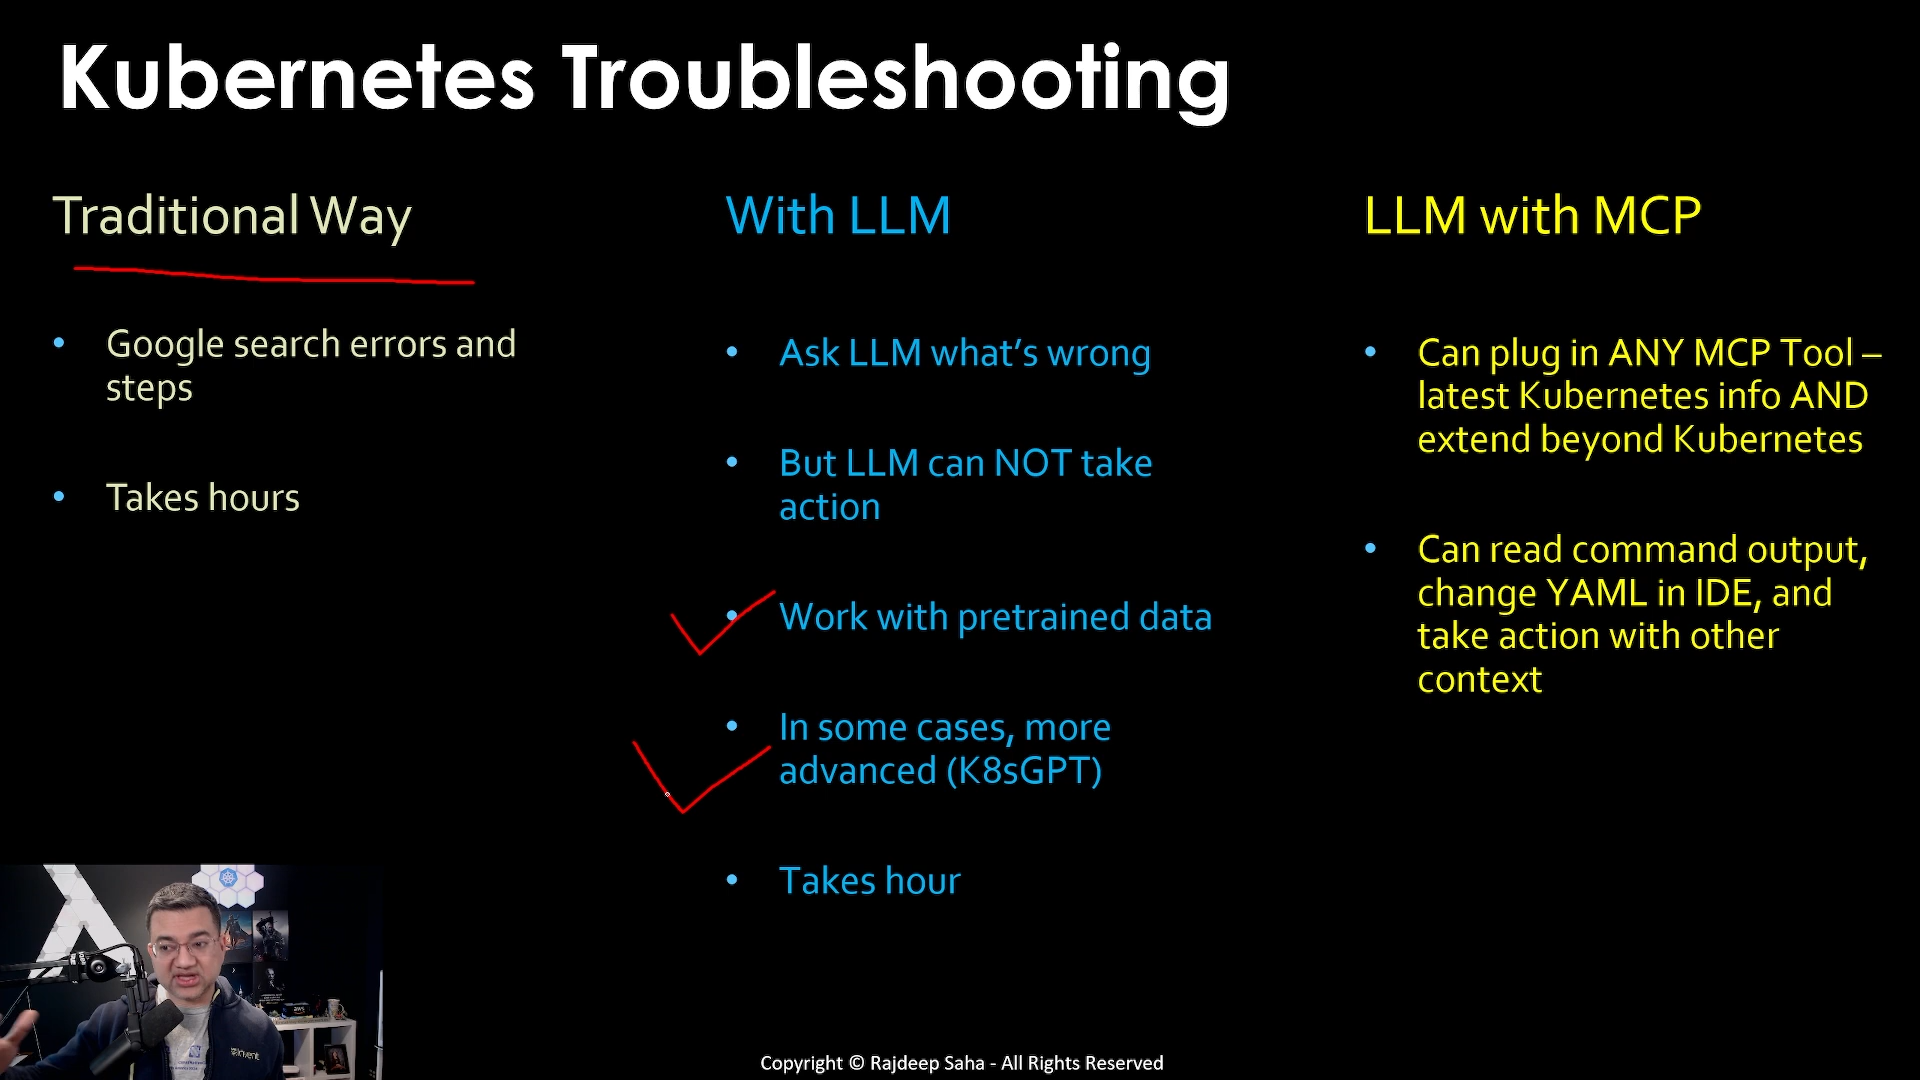 Kubernetes Troubleshooting
Traditional Way
• Google search errors and
steps
• Takes hours
With LLM
• Ask LLM what’s wrong
• But LLM can NOT take
action
• Work with pretrained data
• In some cases, more
advanced (K8sGPT)
• Takes hour
LLM with MCP
• Can plug in ANY MCP Tool –
latest Kubernetes info AND
extend beyond Kubernetes
• Can read command output,
change YAML in IDE, and
take action with other
context
Copyright © Rajdeep Saha - All Rights Reserved